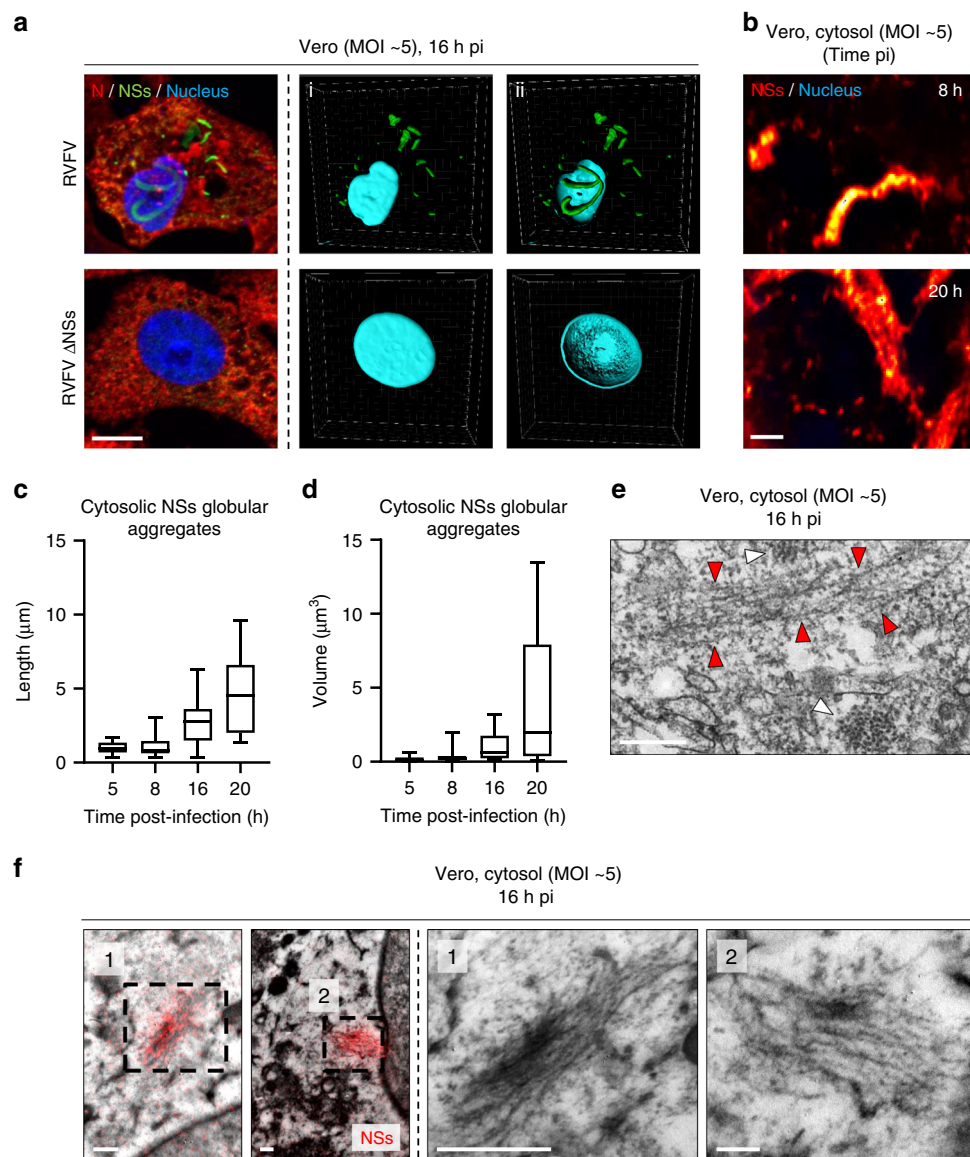 a
Vero (MOI ~5), 16 h pi
RVFV
N / NSs / Nucleus
i
ii
RVFV ΔNSs
b
Vero, cytosol (MOI ~5)
(Time pi)
NSs / Nucleus
8 h
20 h
c
Cytosolic NSs globular
aggregates
Length (μm)
15
10
5
0
5 8 16 20
Time post-infection (h)
d
Cytosolic NSs globular
aggregates
Volume (μm³)
15
10
5
0
5 8 16 20
Time post-infection (h)
e
Vero, cytosol (MOI ~5)
16 h pi
f
Vero, cytosol (MOI ~5)
16 h pi
1
2
NSs
1
2